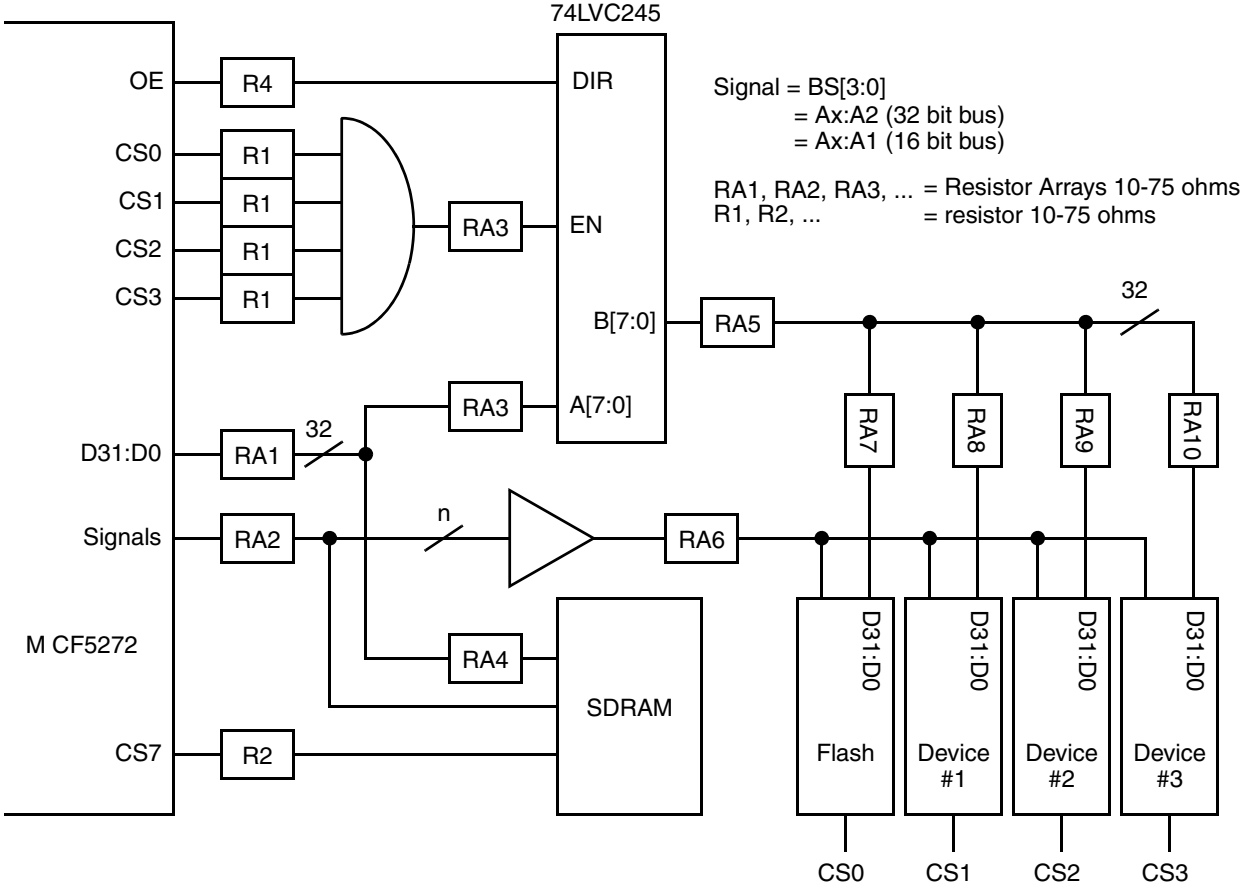 74LVC245
OE
R4
DIR
Signal = BS[3:0]
= Ax:A2 (32 bit bus)
= Ax:A1 (16 bit bus)
CS0
R1
CS1
R1
CS2
R1
CS3
R1
RA3
EN
RA1, RA2, RA3, ... = Resistor Arrays 10-75 ohms
R1, R2, ... = resistor 10-75 ohms
B[7:0]
RA5
32
RA3
A[7:0]
RA7
RA8
RA9
RA10
D31:D0
RA1
32
Signals
RA2
n
RA6
M CF5272
RA4
SDRAM
CS7
R2
D31:D0
Flash
D31:D0
Device
#1
D31:D0
Device
#2
D31:D0
Device
#3
CS0
CS1
CS2
CS3